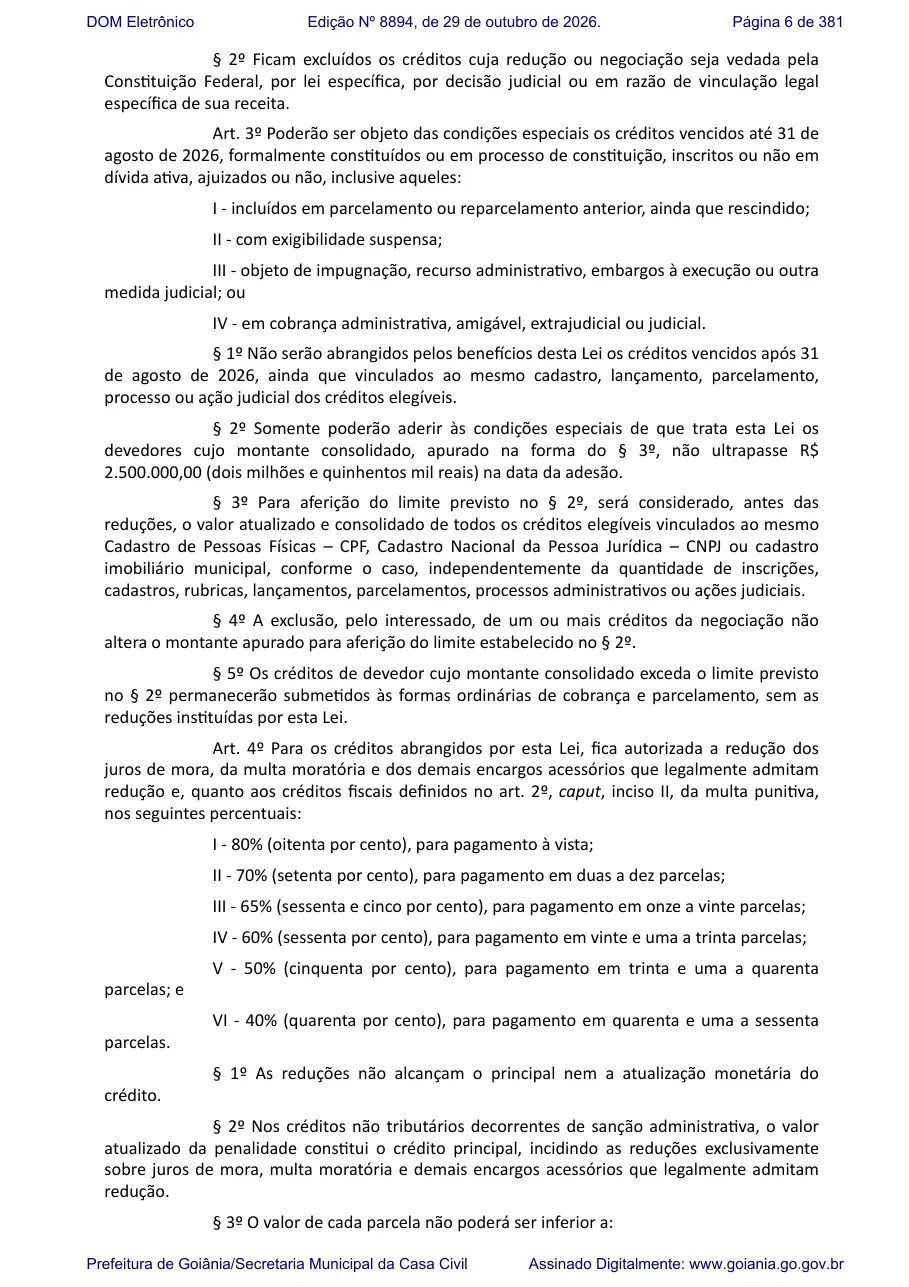 DOM Eletrônico Edição Nº 8894, de 29 de outubro de 2026. Página 6 de 381
§ 2º Ficam excluídos os créditos cuja redução ou negociação seja vedada pela
Constituição Federal, por lei específica, por decisão judicial ou em razão de vinculação legal
específica de sua receita.
Art. 3º Poderão ser objeto das condições especiais os créditos vencidos até 31 de
agosto de 2026, formalmente constituídos ou em processo de constituição, inscritos ou não em
dívida ativa, ajuizados ou não, inclusive aqueles:
I - incluídos em parcelamento ou reparcelamento anterior, ainda que rescindido;
II - com exigibilidade suspensa;
III - objeto de impugnação, recurso administrativo, embargos à execução ou outra
medida judicial; ou
IV - em cobrança administrativa, amigável, extrajudicial ou judicial.
§ 1º Não serão abrangidos pelos benefícios desta Lei os créditos vencidos após 31
de agosto de 2026, ainda que vinculados ao mesmo cadastro, lançamento, parcelamento,
processo ou ação judicial dos créditos elegíveis.
§ 2º Somente poderão aderir às condições especiais de que trata esta Lei os
devedores cujo montante consolidado, apurado na forma do § 3º, não ultrapasse R$
2.500.000,00 (dois milhões e quinhentos mil reais) na data da adesão.
§ 3º Para aferição do limite previsto no § 2º, será considerado, antes das
reduções, o valor atualizado e consolidado de todos os créditos elegíveis vinculados ao mesmo
Cadastro de Pessoas Físicas – CPF, Cadastro Nacional da Pessoa Jurídica – CNPJ ou cadastro
imobiliário municipal, conforme o caso, independentemente da quantidade de inscrições,
cadastros, rubricas, lançamentos, parcelamentos, processos administrativos ou ações judiciais.
§ 4º A exclusão, pelo interessado, de um ou mais créditos da negociação não
altera o montante apurado para aferição do limite estabelecido no § 2º.
§ 5º Os créditos de devedor cujo montante consolidado exceda o limite previsto
no § 2º permanecerão submetidos às formas ordinárias de cobrança e parcelamento, sem as
reduções instituídas por esta Lei.
Art. 4º Para os créditos abrangidos por esta Lei, fica autorizada a redução dos
juros de mora, da multa moratória e dos demais encargos acessórios que legalmente admitam
redução e, quanto aos créditos fiscais definidos no art. 2º, caput, inciso II, da multa punitiva,
nos seguintes percentuais:
I - 80% (oitenta por cento), para pagamento à vista;
II - 70% (setenta por cento), para pagamento em duas a dez parcelas;
III - 65% (sessenta e cinco por cento), para pagamento em onze a vinte parcelas;
IV - 60% (sessenta por cento), para pagamento em vinte e uma a trinta parcelas;
V - 50% (cinquenta por cento), para pagamento em trinta e uma a quarenta
parcelas; e
VI - 40% (quarenta por cento), para pagamento em quarenta e uma a sessenta
parcelas.
§ 1º As reduções não alcançam o principal nem a atualização monetária do
crédito.
§ 2º Nos créditos não tributários decorrentes de sanção administrativa, o valor
atualizado da penalidade constitui o crédito principal, incidindo as reduções exclusivamente
sobre juros de mora, multa moratória e demais encargos acessórios que legalmente admitam
redução.
§ 3º O valor de cada parcela não poderá ser inferior a:
Prefeitura de Goiânia/Secretaria Municipal da Casa Civil Assinado Digitalmente: www.goiania.go.gov.br